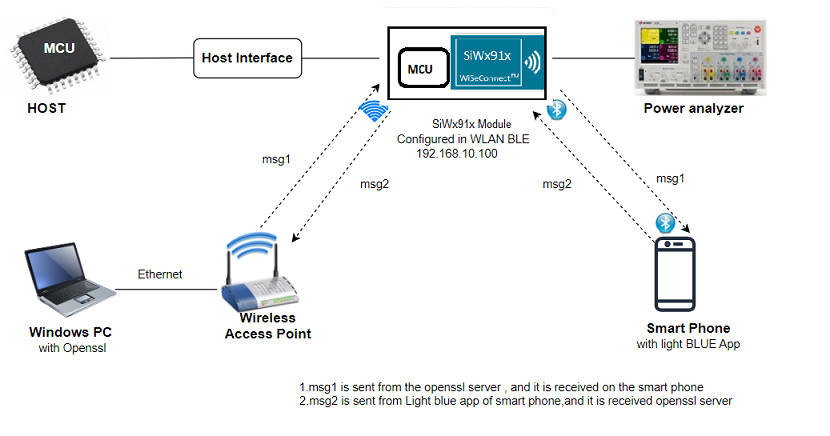 MCU
Host Interface
HOST
MCU
SiWx91x
WiSeConnect™
Power analyzer
SiWx91x Module
Configured in WLAN BLE
192.168.10.100
msg1
msg2
msg2
msg1
Ethernet
Windows PC
with Openssl
Wireless
Access Point
Smart Phone
with light BLUE App
1.msg1 is sent from the openssl server , and it is received on the smart phone
2.msg2 is sent from Light blue app of smart phone,and it is received openssl server